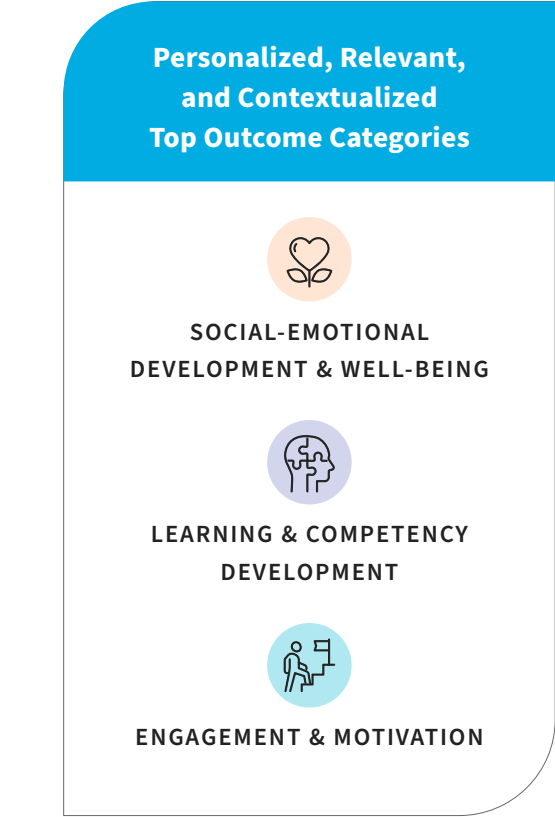 Personalized, Relevant,
and Contextualized
Top Outcome Categories
SOCIAL-EMOTIONAL
DEVELOPMENT & WELL-BEING
LEARNING & COMPETENCY
DEVELOPMENT
ENGAGEMENT & MOTIVATION